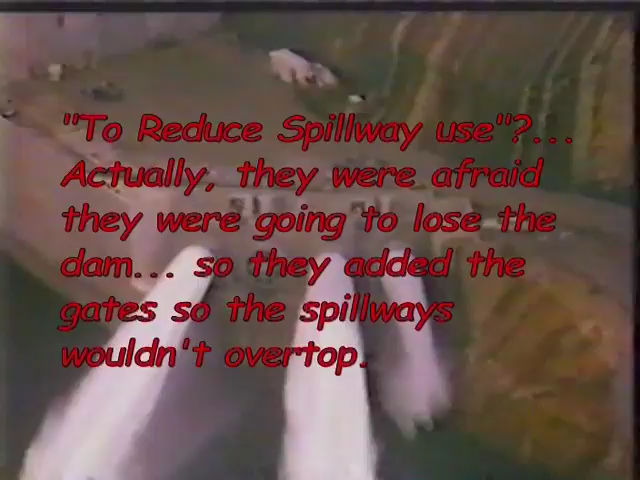 "To Reduce Spillway use"?...
Actually, they were afraid
they were going to lose the
dam... so they added the
gates so the spillways
wouldn't overtop.